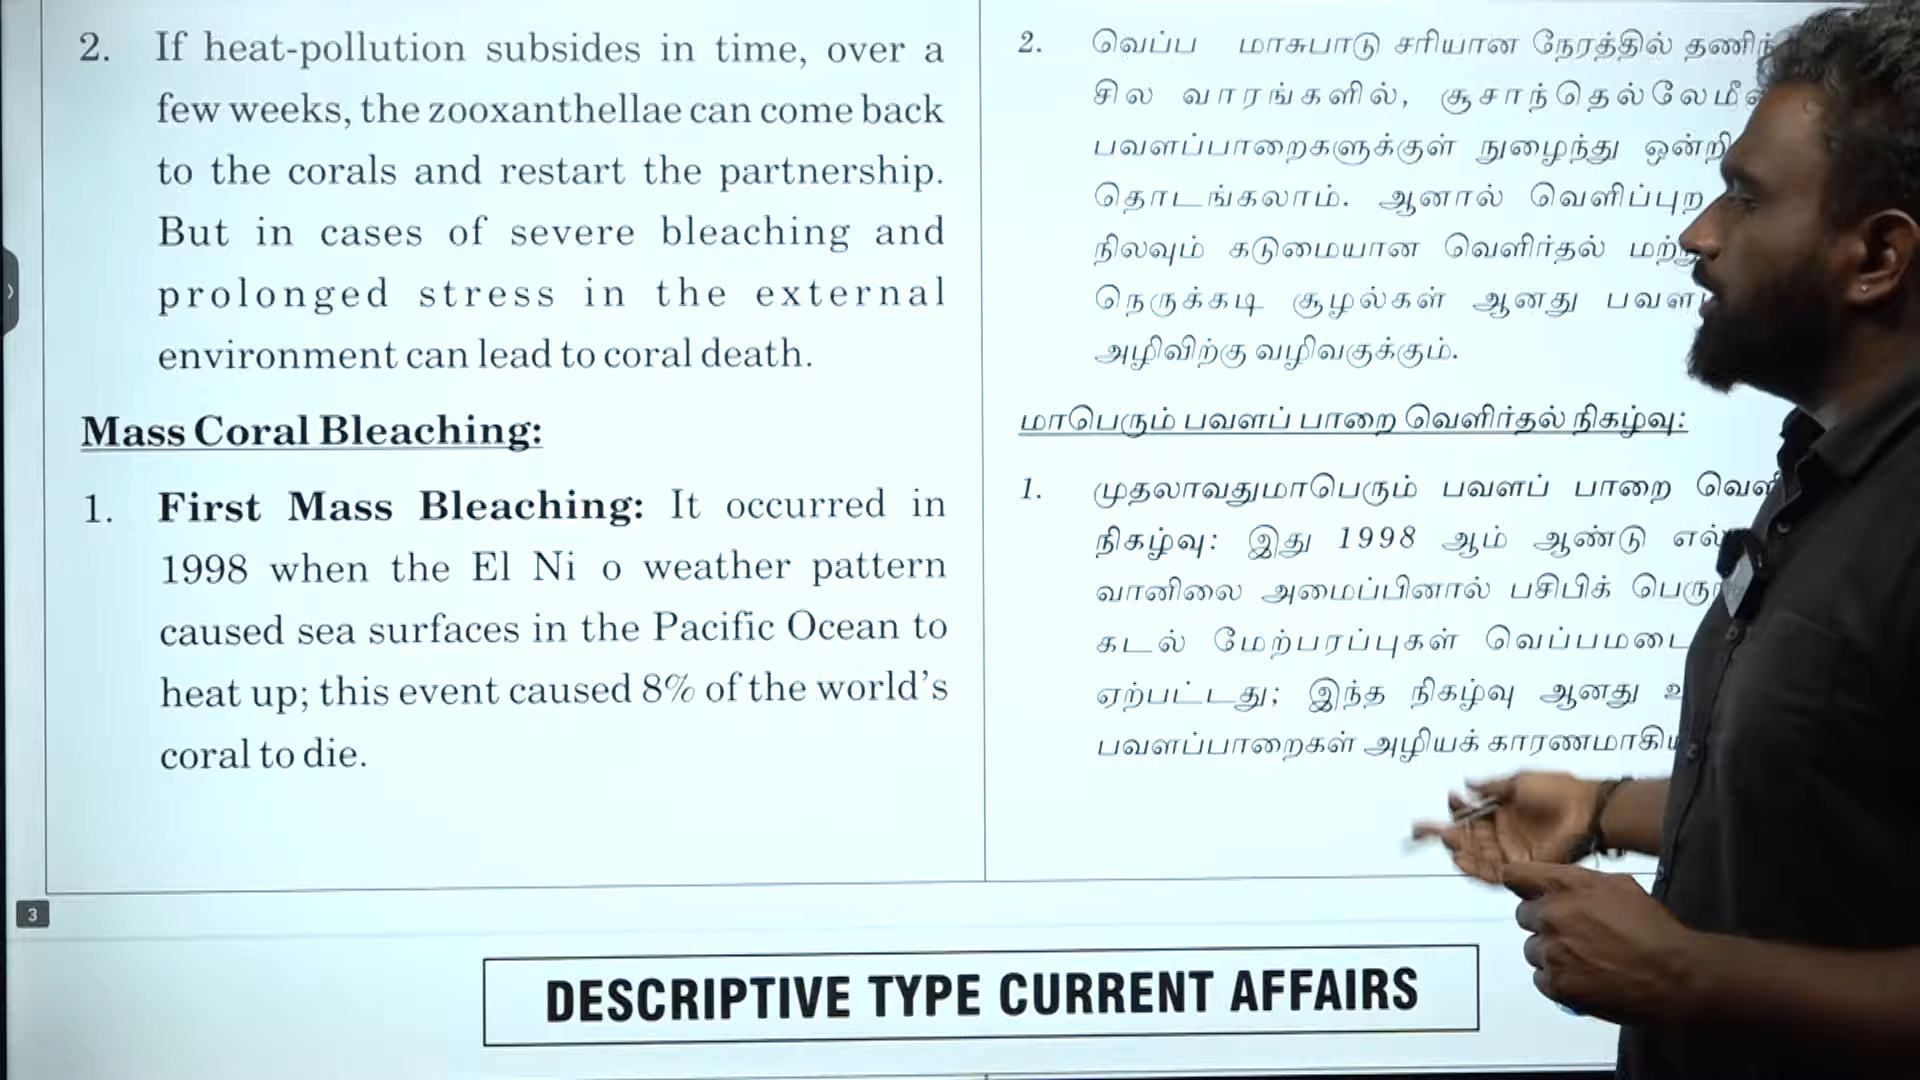 2. If heat-pollution subsides in time, over a
few weeks, the zooxanthellae can come back
to the corals and restart the partnership.
But in cases of severe bleaching and
prolonged stress in the external
environment can lead to coral death.
Mass Coral Bleaching:
1. First Mass Bleaching: It occurred in
1998 when the El Ni o weather pattern
caused sea surfaces in the Pacific Ocean to
heat up; this event caused 8% of the world's
coral to die.
2. வெப்ப மாசுபாடு சரியான நேரத்தில்
சில வாரங்களில்,
பவளப்பாறைகளுக்குள் நுழைந்து
தொடங்கலாம். ஆனால்
நிலவும் கடுமையான வெளிர்தல்
நெருக்கடி சூழல்கள் ஆனது
அழிவிற்கு வழிவகுக்கும்.
மாபெரும் பவளப் பாறை வெளிர்தல் நிகழ்வு:
1. முதலாவதுமாபெரும் பவளப் பாறை
நிகழ்வு: இது 1998 ஆம் ஆண்டு
வானிலை அமைப்பினால் பசிபிக்
கடல் மேற்பரப்புகள்
ஏற்பட்டது; இந்த நிகழ்வு ஆனது
பவளப்பாறைகள் அழியக்
3
DESCRIPTIVE TYPE CURRENT AFFAIRS